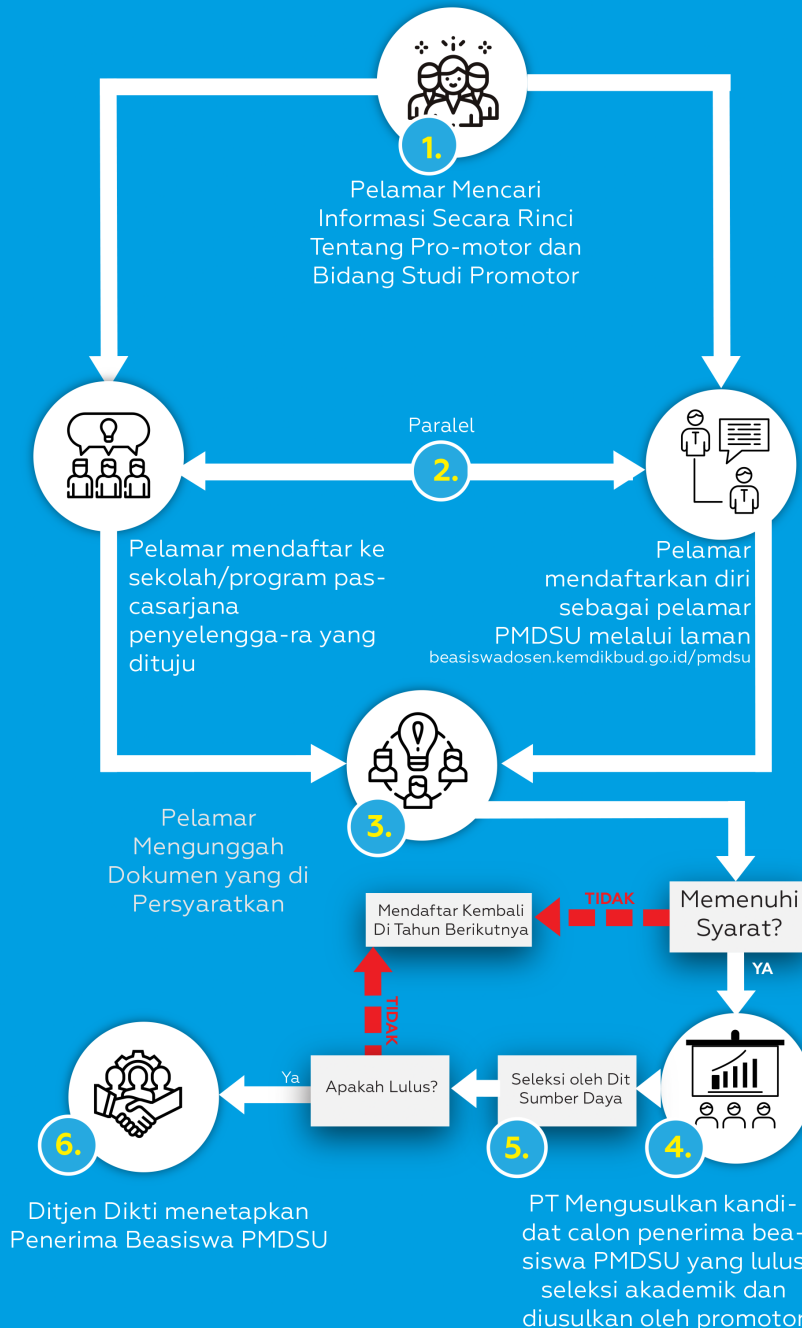 1.
Pelamar Mencari
Informasi Secara Rinci
Tentang Pro-motor dan
Bidang Studi Promotor
Paralel
2.
Pelamar mendaftar ke
sekolah/program pas-
casarjana
penyelengga-ra yang
dituju
Pelamar
mendaftarkan diri
sebagai pelamar
PMDSU melalui laman
beasiswadosen.kemdikbud.go.id/pmdsu
3.
Pelamar
Mengunggah
Dokumen yang di
Persyaratkan
Memenuhi
Syarat?
TIDAK
Mendaftar Kembali
Di Tahun Berikutnya
YA
TIDAK
4.
PT Mengusulkan kandi-
dat calon penerima bea-
siswa PMDSU yang lulus
seleksi akademik dan
diusulkan oleh promotor
Seleksi oleh Dit
Sumber Daya
5.
Apakah Lulus?
Ya
6.
Ditjen Dikti menetapkan
Penerima Beasiswa PMDSU